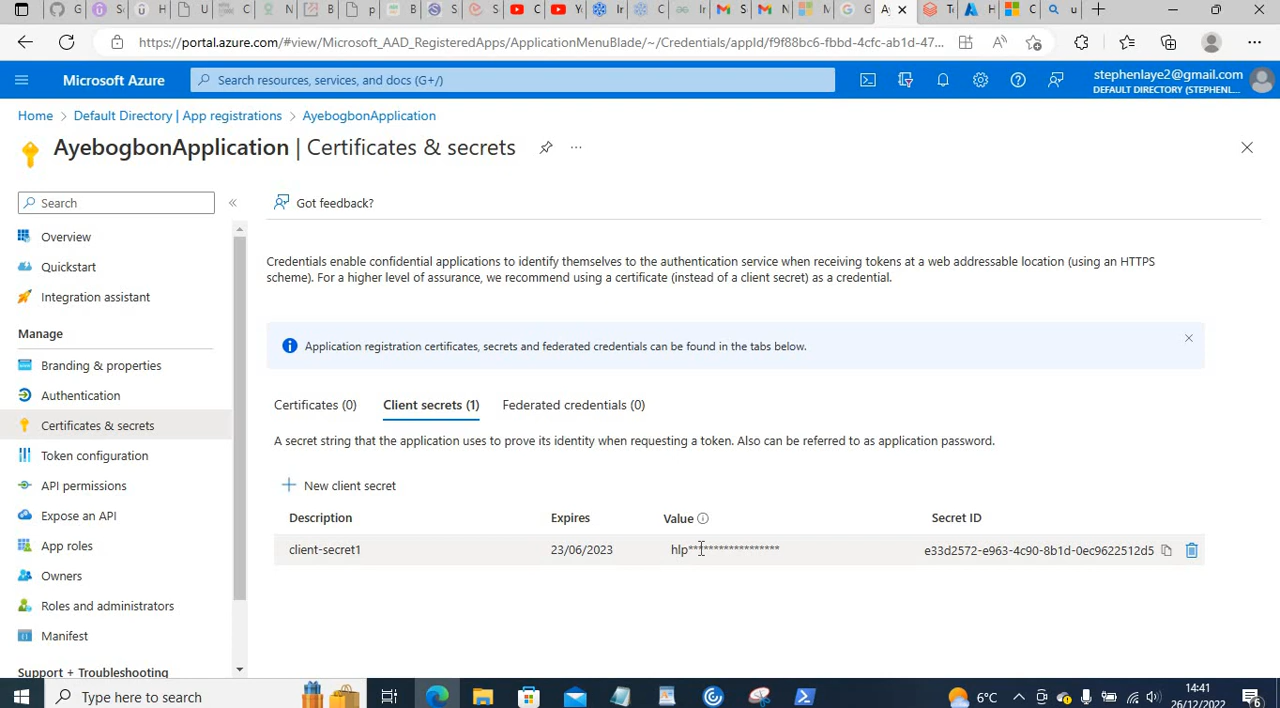 https://portal.azure.com/#view/Microsoft_AAD_RegisteredApps/ApplicationMenuBlade/~/Credentials/appId/f9f88bc6-fbbd-4cfc-ab1d-47...
Microsoft Azure
Search resources, services, and docs (G+/)
stephenlaye2@gmail.com
DEFAULT DIRECTORY (STEPHENL...
Home > Default Directory | App registrations > AyebogbonApplication
AyebogbonApplication | Certificates & secrets
Search
Got feedback?
Overview
Quickstart
Integration assistant
Manage
Branding & properties
Authentication
Certificates & secrets
Token configuration
API permissions
Expose an API
App roles
Owners
Roles and administrators
Manifest
Support + Troubleshooting
Credentials enable confidential applications to identify themselves to the authentication service when receiving tokens at a web addressable location (using an HTTPS
scheme). For a higher level of assurance, we recommend using a certificate (instead of a client secret) as a credential.
Application registration certificates, secrets and federated credentials can be found in the tabs below.
Certificates (0) Client secrets (1) Federated credentials (0)
A secret string that the application uses to prove its identity when requesting a token. Also can be referred to as application password.
New client secret
Description Expires Value Secret ID
client-secret1 23/06/2023 hlp****************** e33d2572-e963-4c90-8b1d-0ec9622512d5
Type here to search
6°C
14:41
26/12/2022